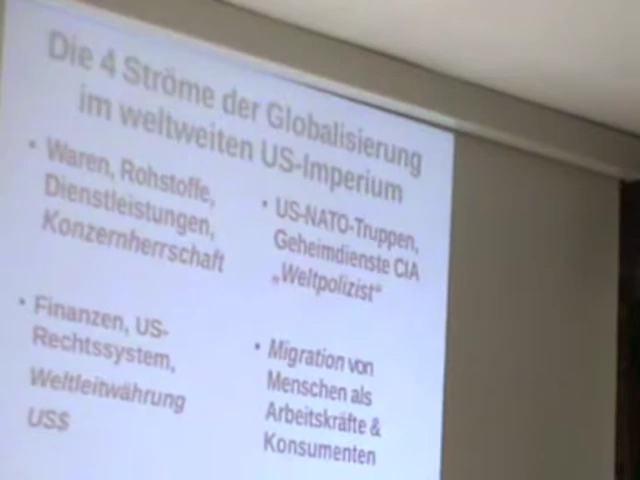 Die 4 Ströme der Globalisierung
im weltweiten US-Imperium
• Waren, Rohstoffe,
Dienstleistungen,
Konzernherrschaft
• Finanzen, US-
Rechtssystem,
Weltleitwährung
US$
• US-NATO-Truppen,
Geheimdienste CIA
„Weltpolizist“
• Migration von
Menschen als
Arbeitskräfte &
Konsumenten